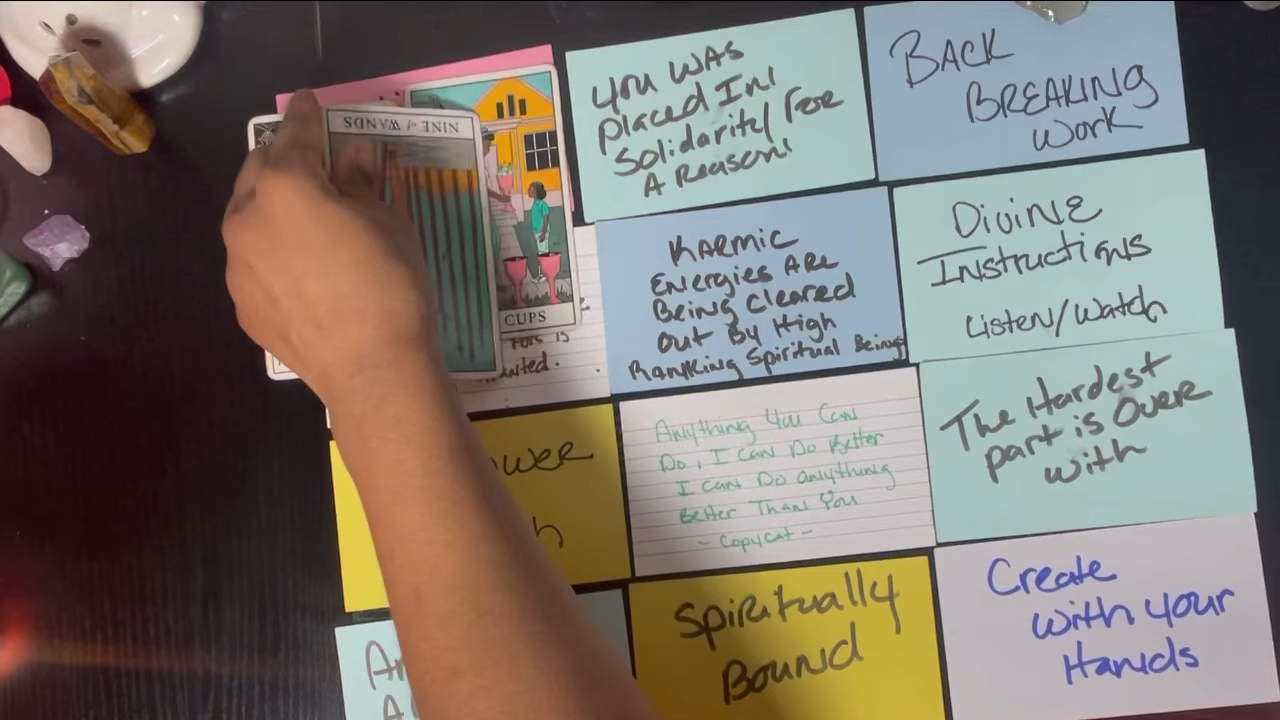 NINE of WANDS
CUPS
You WAS
placed IN!
Solidarity/For
A Reason!
BACK
BREAKING
Work
KARMIC
Energies ARE
Being Cleared
out By High
Ranking Spiritual Beings
Divine
Instructions
Listen/Watch
is
Anything You Can
Do, I can Do Better
I can Do anything
Better Than You
- Copycat -
The Hardest
part is Over
with
Spiritually
Bound
Create
with your
Hands